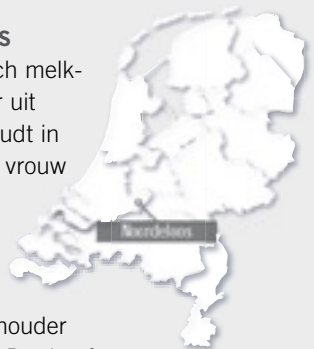 s
ch melk-
r uit
udt in
vrouw
Noordeloos
houder